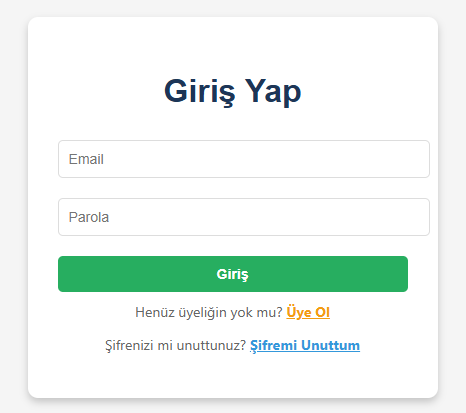 Giriş Yap
Email
Parola
Giriş
Henüz üyeliğin yok mu? Üye Ol
Şifrenizi mi unuttunuz? Şifremi Unuttum